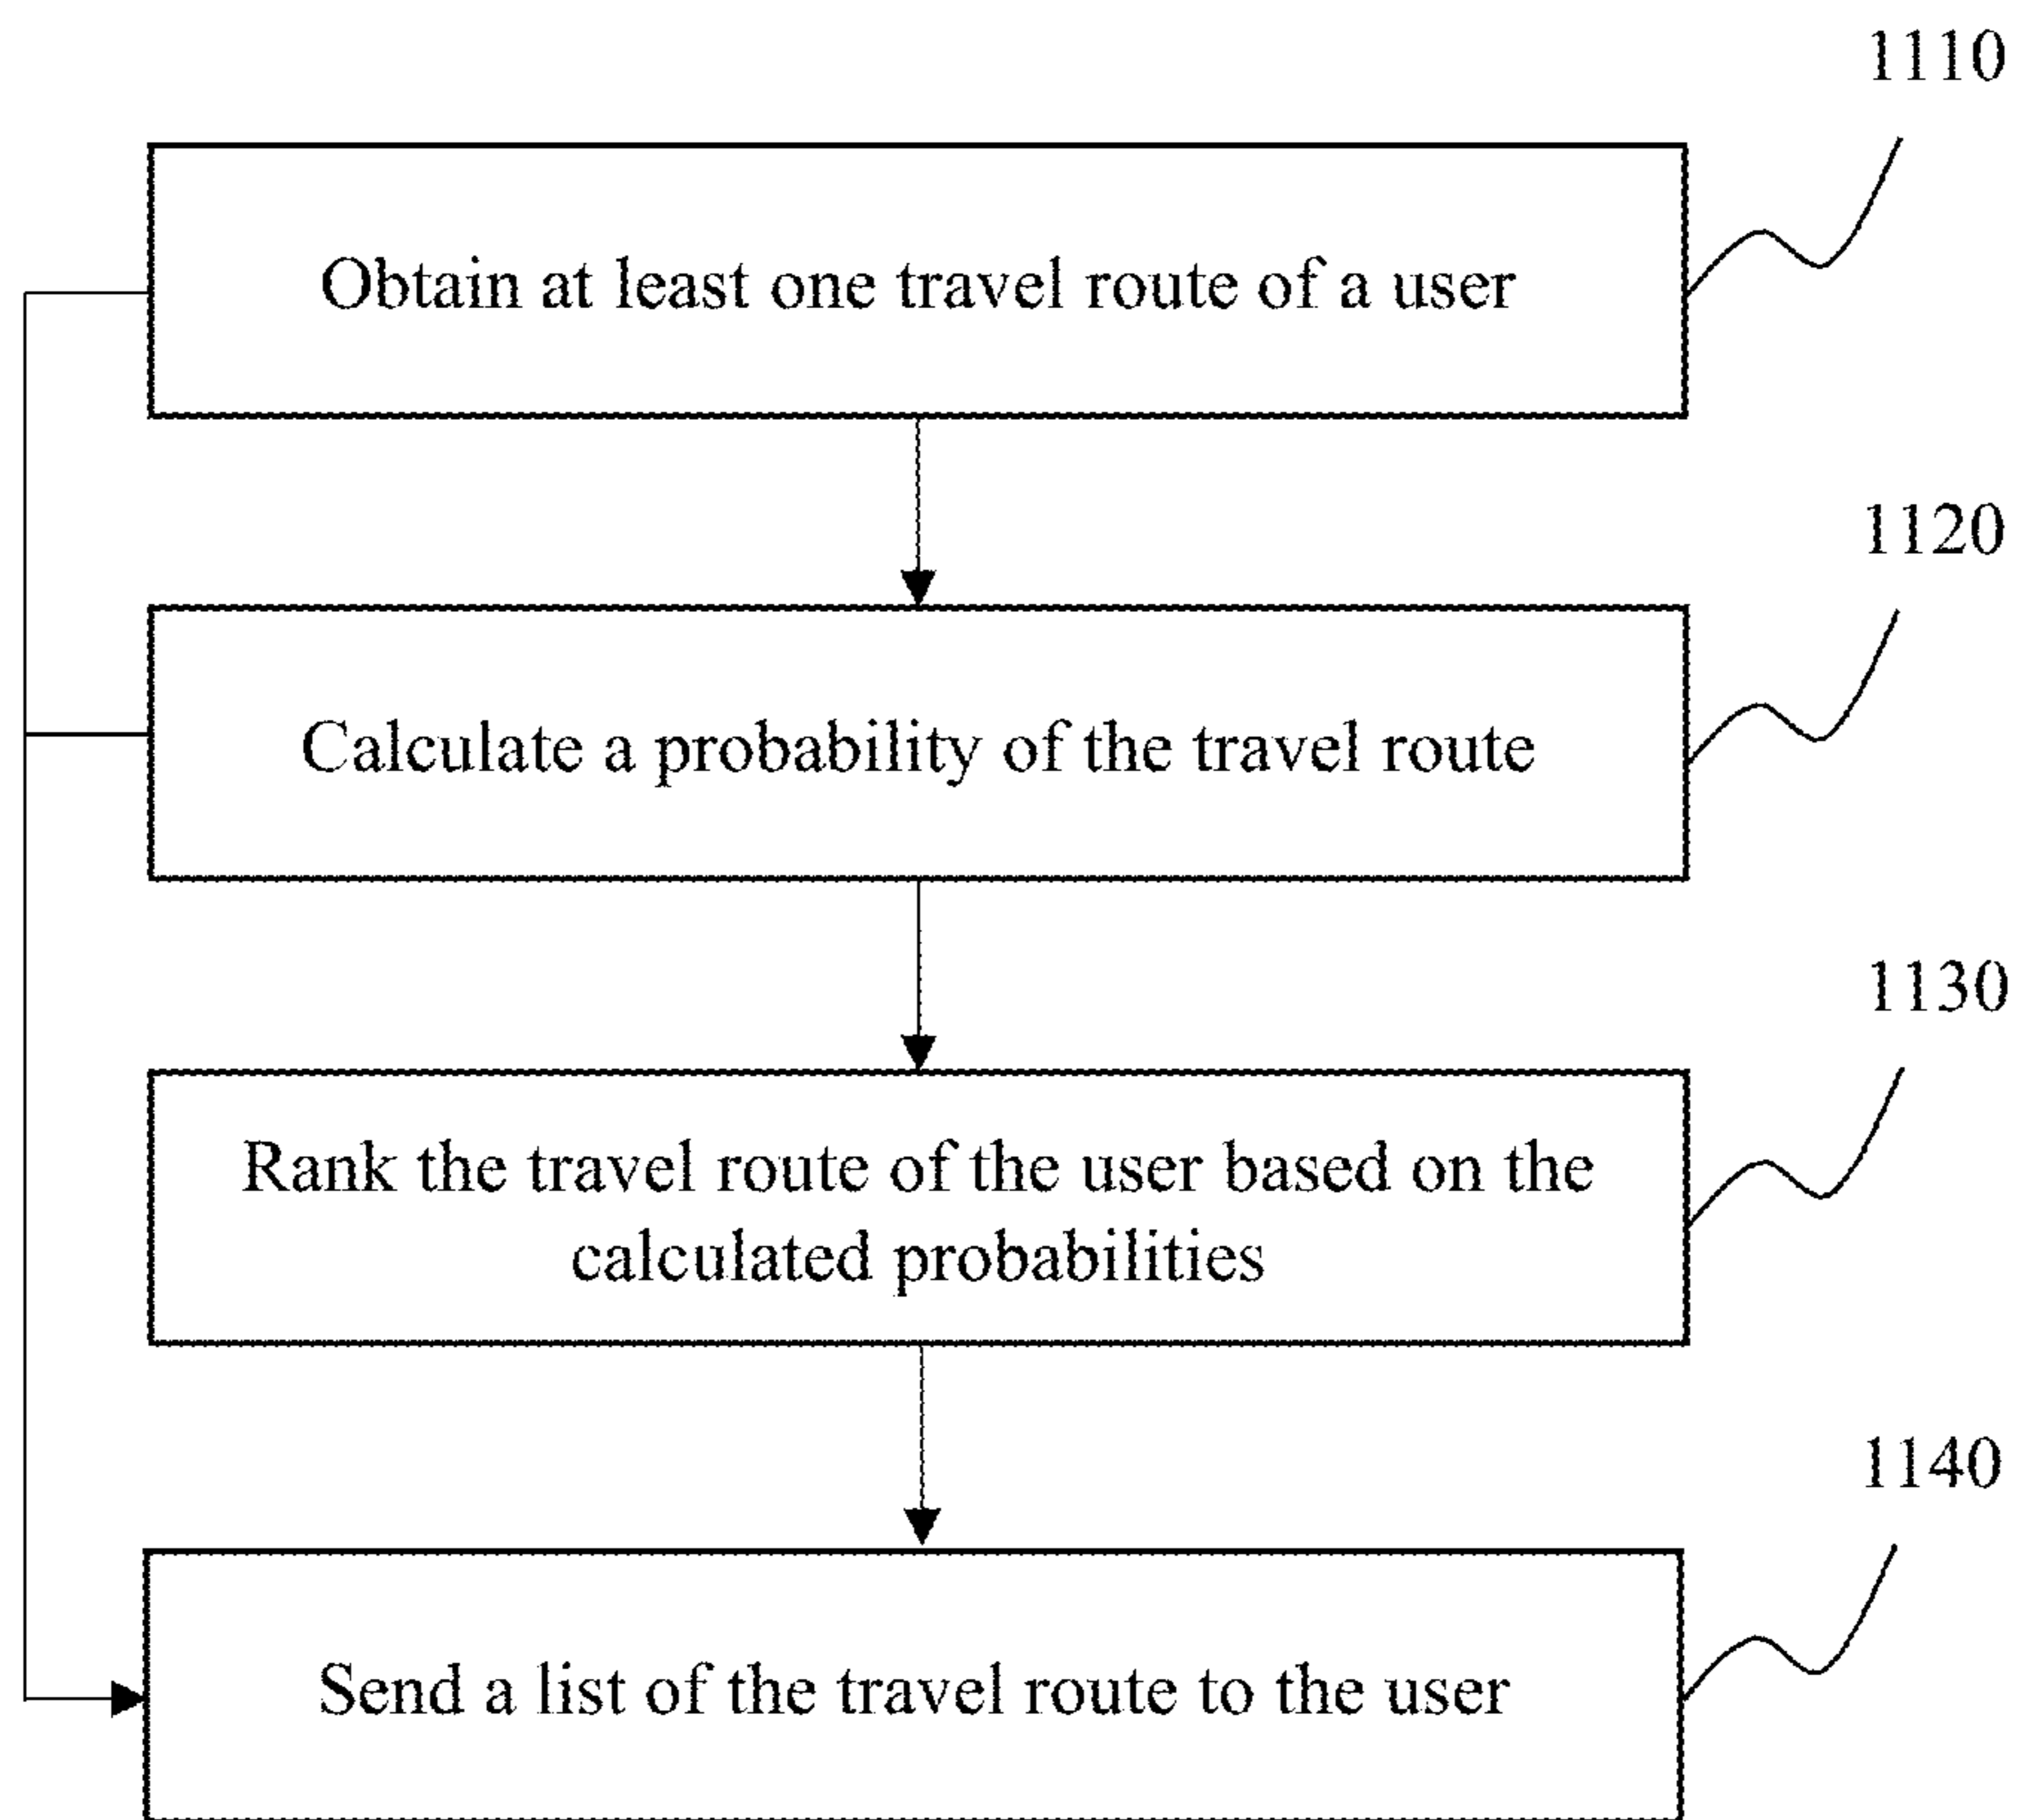 1110
Obtain at least one travel route of a user
1120
Calculate a probability of the travel route
1130
Rank the travel route of the user based on the
calculated probabilities
1140
Send a list of the travel route to the user